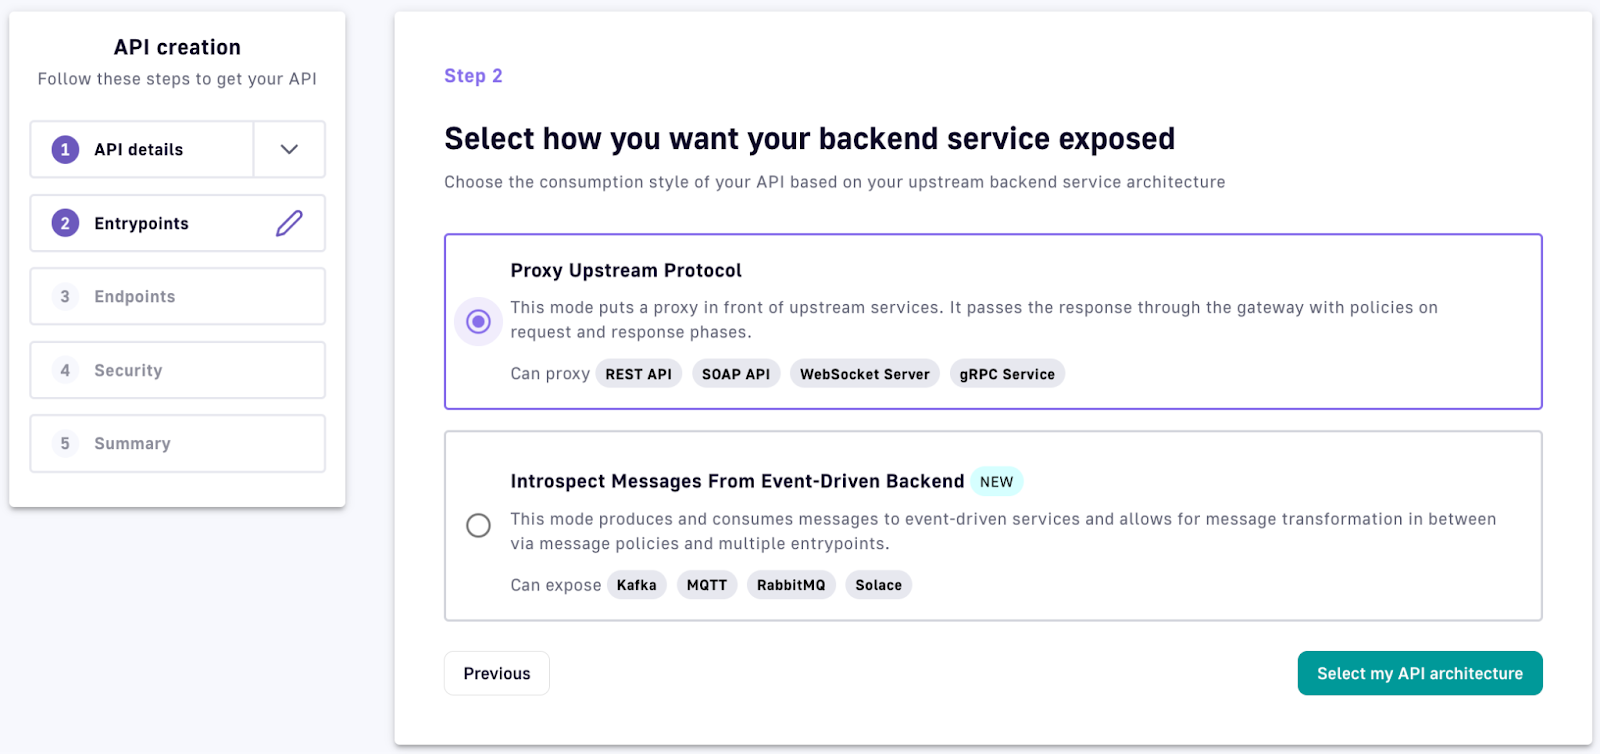 API creation
Follow these steps to get your API
1 API details
2 Entrypoints
3 Endpoints
4 Security
5 Summary
Step 2
Select how you want your backend service exposed
Choose the consumption style of your API based on your upstream backend service architecture
Proxy Upstream Protocol
This mode puts a proxy in front of upstream services. It passes the response through the gateway with policies on
request and response phases.
Can proxy REST API SOAP API WebSocket Server gRPC Service
Introspect Messages From Event-Driven Backend NEW
This mode produces and consumes messages to event-driven services and allows for message transformation in between
via message policies and multiple entrypoints.
Can expose Kafka MQTT RabbitMQ Solace
Previous
Select my API architecture